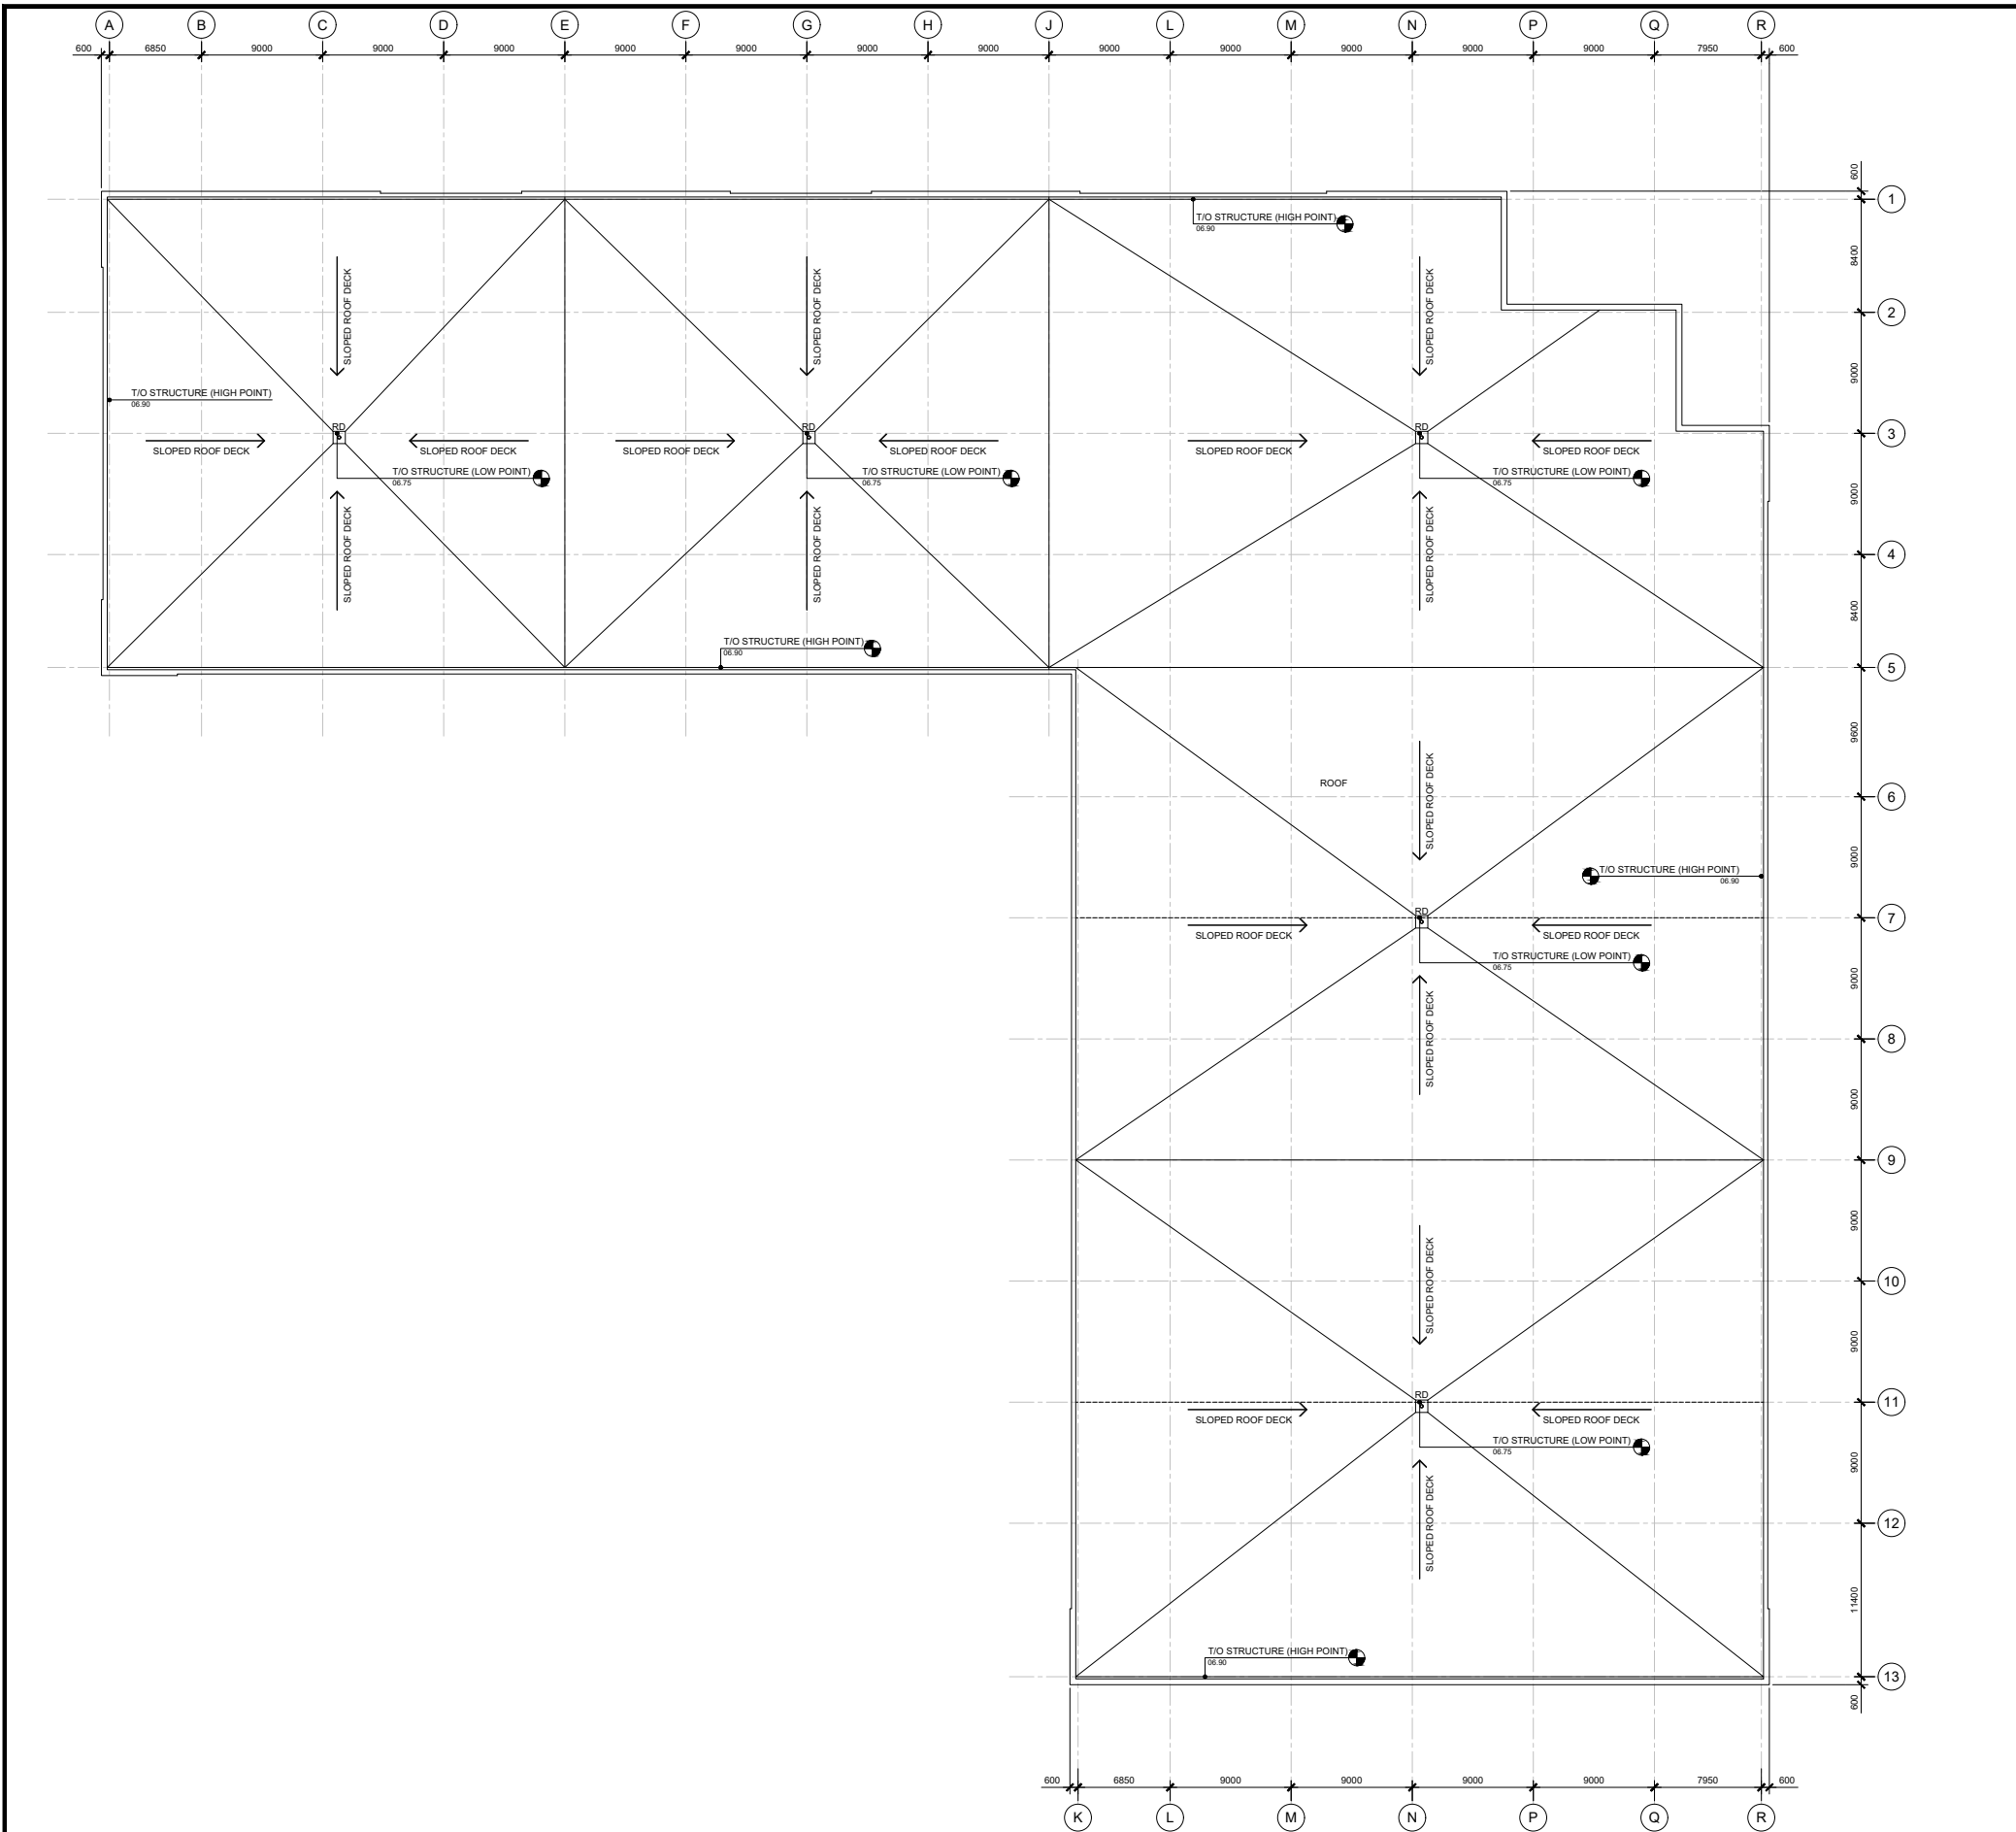 A B C D E F G H J L M N P Q R
600 6850 9000 9000 9000 9000 9000 9000 9000 9000 9000 9000 9000 9000 7950 600
600
1
T/O STRUCTURE (HIGH POINT)
06.90
8400
SLOPED ROOF DECK
SLOPED ROOF DECK
SLOPED ROOF DECK
2
9000
T/O STRUCTURE (HIGH POINT)
06.90
RD
RD
RD
3
SLOPED ROOF DECK
SLOPED ROOF DECK
SLOPED ROOF DECK
SLOPED ROOF DECK
SLOPED ROOF DECK
SLOPED ROOF DECK
T/O STRUCTURE (LOW POINT)
06.75
T/O STRUCTURE (LOW POINT)
06.75
T/O STRUCTURE (LOW POINT)
06.75
9000
SLOPED ROOF DECK
SLOPED ROOF DECK
SLOPED ROOF DECK
4
8400
T/O STRUCTURE (HIGH POINT)
06.90
5
9600
SLOPED ROOF DECK
ROOF
6
9000
T/O STRUCTURE (HIGH POINT)
06.90
RD
7
SLOPED ROOF DECK
SLOPED ROOF DECK
T/O STRUCTURE (LOW POINT)
06.75
9000
SLOPED ROOF DECK
8
9000
9
9000
SLOPED ROOF DECK
10
9000
RD
11
SLOPED ROOF DECK
SLOPED ROOF DECK
T/O STRUCTURE (LOW POINT)
06.75
9000
SLOPED ROOF DECK
12
11400
T/O STRUCTURE (HIGH POINT)
06.90
13
600
600 6850 9000 9000 9000 9000 7950 600
K L M N P Q R